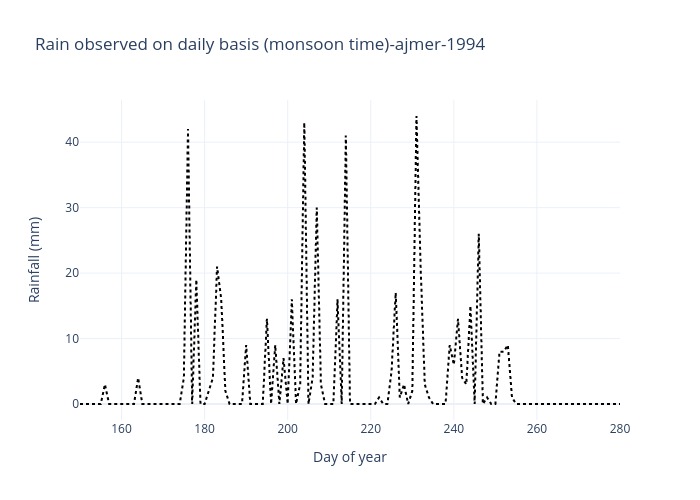 Rain observed on daily basis (monsoon time)-ajmer-1994
Rainfall (mm)
40
30
20
10
0
160 180 200 220 240 260 280
Day of year